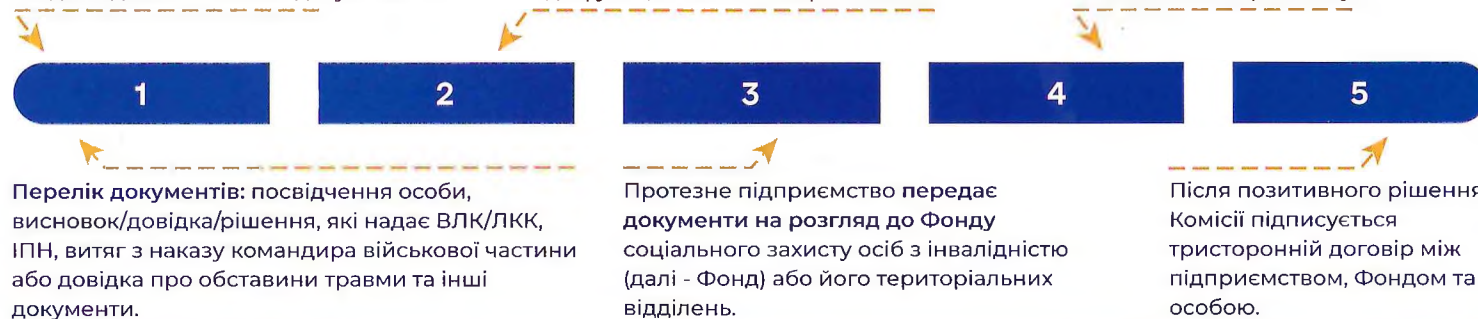 1
2
3
4
5
Перелік документів: посвідчення особи,
висновок/довідка/рішення, які надає ВЛК/ЛКК,
ІПН, витяг з наказу командира військової частини
або довідка про обставини травми та інші
документи.
Протезне підприємство передає
документи на розгляд до Фонду
соціального захисту осіб з інвалідністю
(далі - Фонд) або його територіальних
відділень.
Після позитивного рішення
Комісії підписується
тристоронній договір між
підприємством, Фондом та
особою.